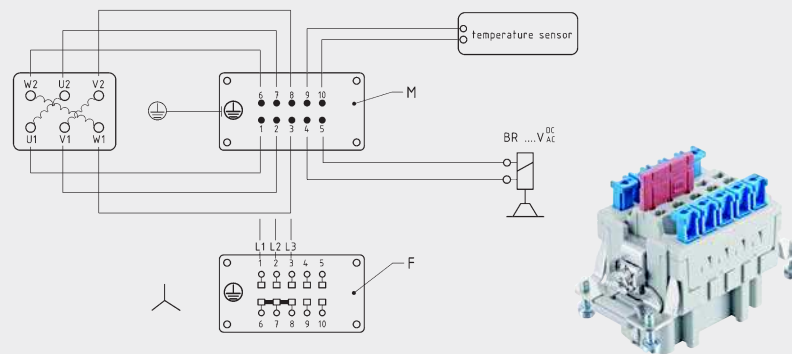 W2 U2 V2
U1 V1 W1
6 7 8 9 10
1 2 3 4 5
M
temperature sensor
BR ....V DC AC
L1 L2 L3
1 2 3 4 5
6 7 8 9 10
F